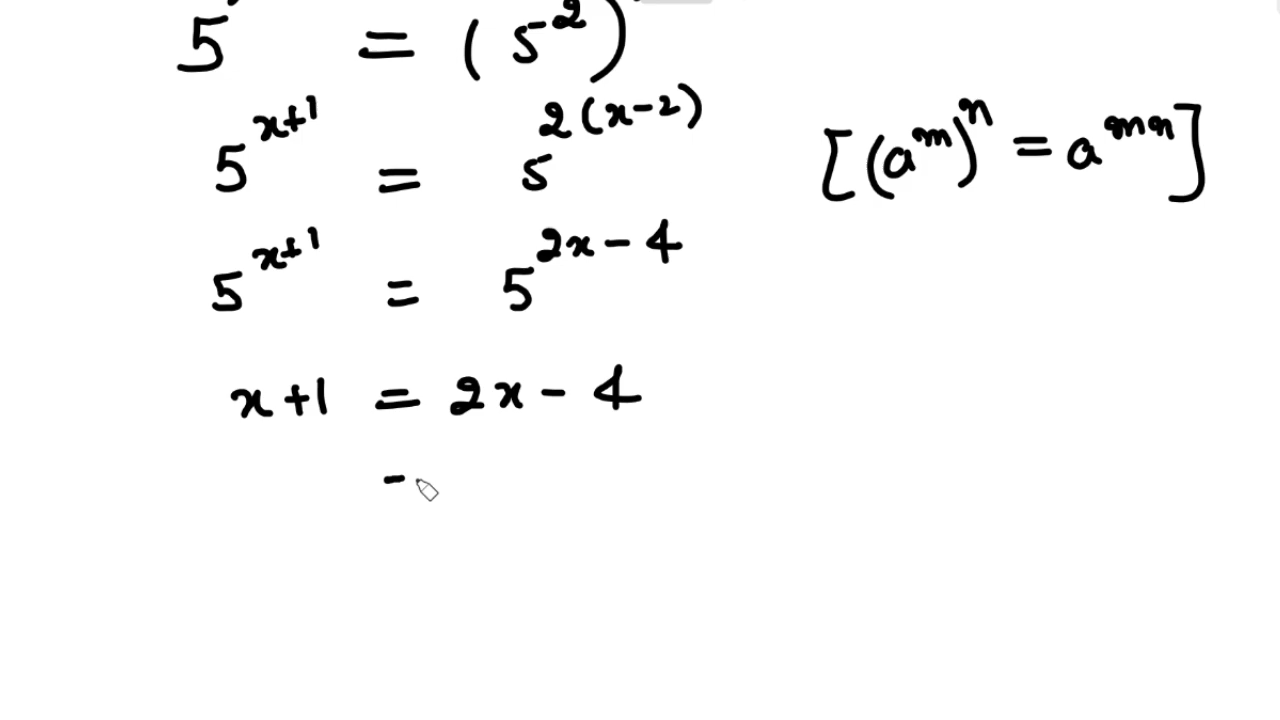 5 = (5^2)
5^{x+1} = 5^{2(x-2)} [(a^m)^n = a^{mn}]
5^{x+1} = 5^{2x-4}
x+1 = 2x-4
-